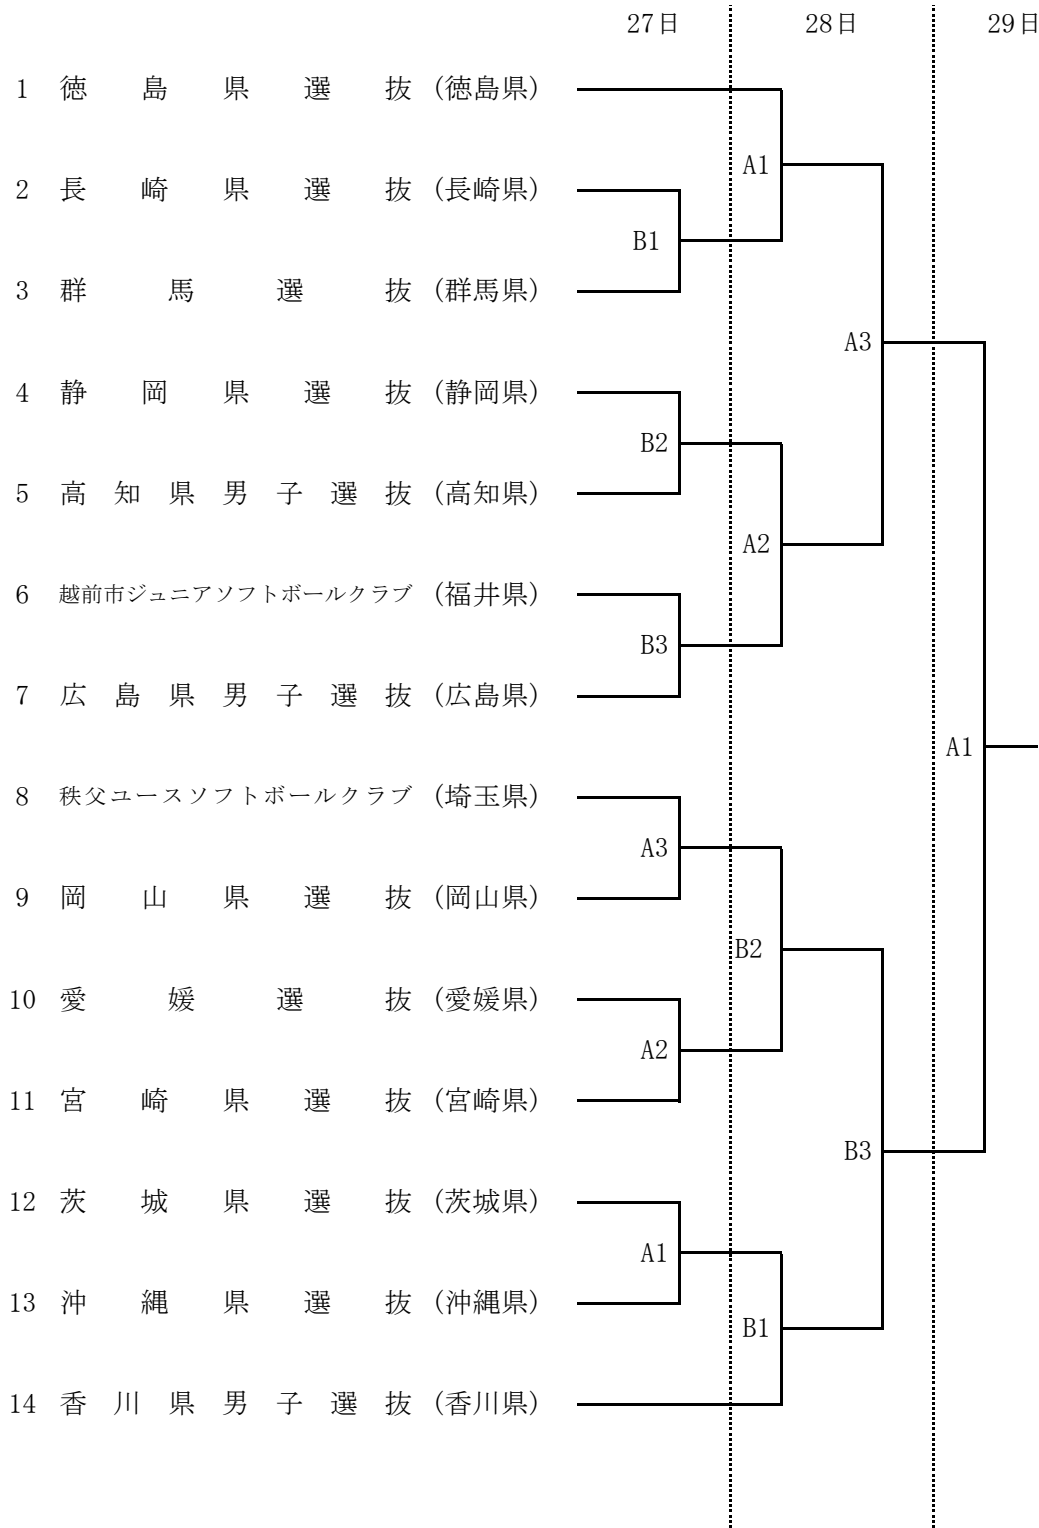 27日 28日 29日
1 徳島県選抜 (徳島県)
A1
2 長崎県選抜 (長崎県)
B1
3 群馬選抜 (群馬県)
A3
4 静岡県選抜 (静岡県)
B2
5 高知県男子選抜 (高知県)
A2
6 越前市ジュニアソフトボールクラブ (福井県)
B3
7 広島県男子選抜 (広島県)
A1
8 秩父ユースソフトボールクラブ (埼玉県)
A3
9 岡山県選抜 (岡山県)
B2
10 愛媛選抜 (愛媛県)
A2
11 宮崎県選抜 (宮崎県)
B3
12 茨城県選抜 (茨城県)
A1
13 沖縄県選抜 (沖縄県)
B1
14 香川県男子選抜 (香川県)